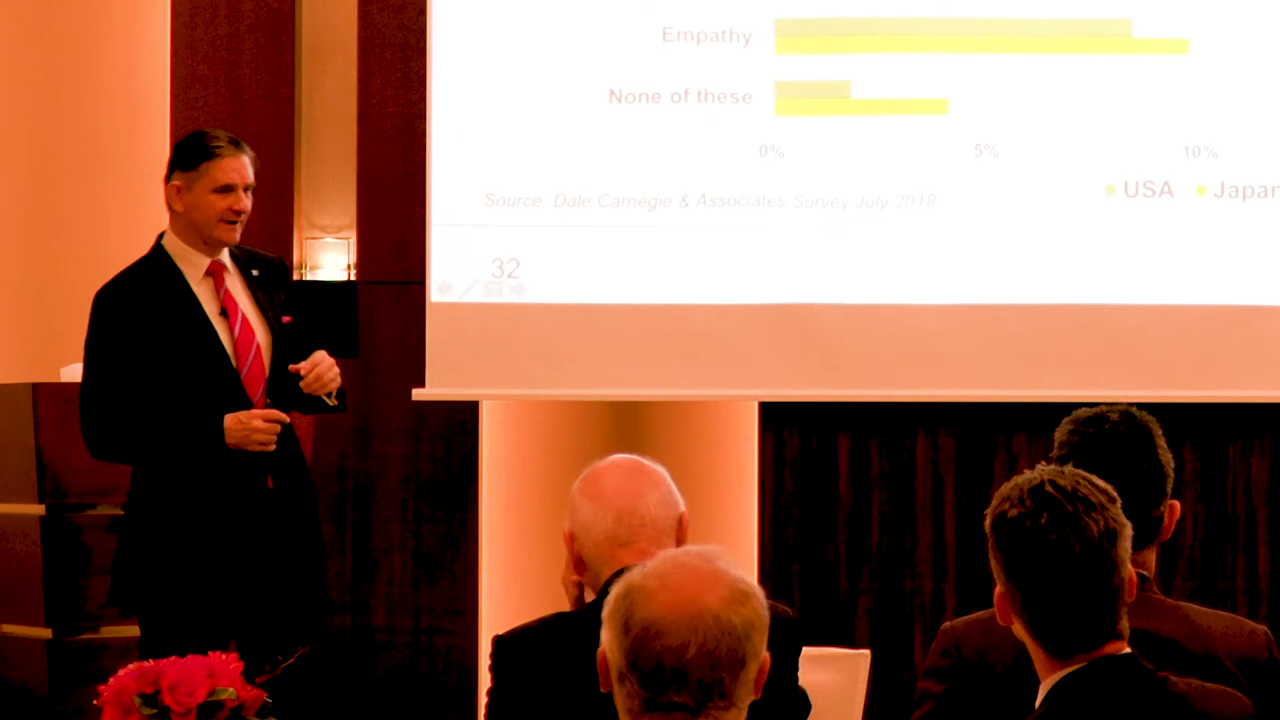 Empathy
None of these
0% 5% 10%
USA Japan
Source: Dale Carnegie & Associates Survey July 2018
32